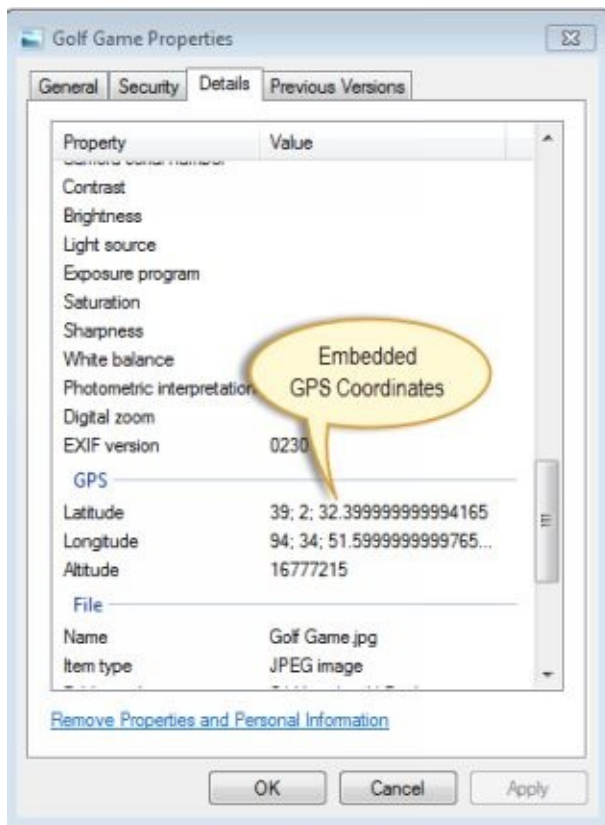 Golf Game Properties
General Security Details Previous Versions
Property Value
Contrast
Brightness
Light source
Exposure program
Saturation
Sharpness
White balance
Embedded
GPS Coordinates
Photometric interpretation
Digital zoom
EXIF version 0230
GPS
Latitude 39; 2; 32.399999999994165
Longitude 94; 34; 51.5999999999765...
Altitude 16777215
File
Name Golf Game.jpg
Item type JPEG image
Remove Properties and Personal Information
OK Cancel Apply